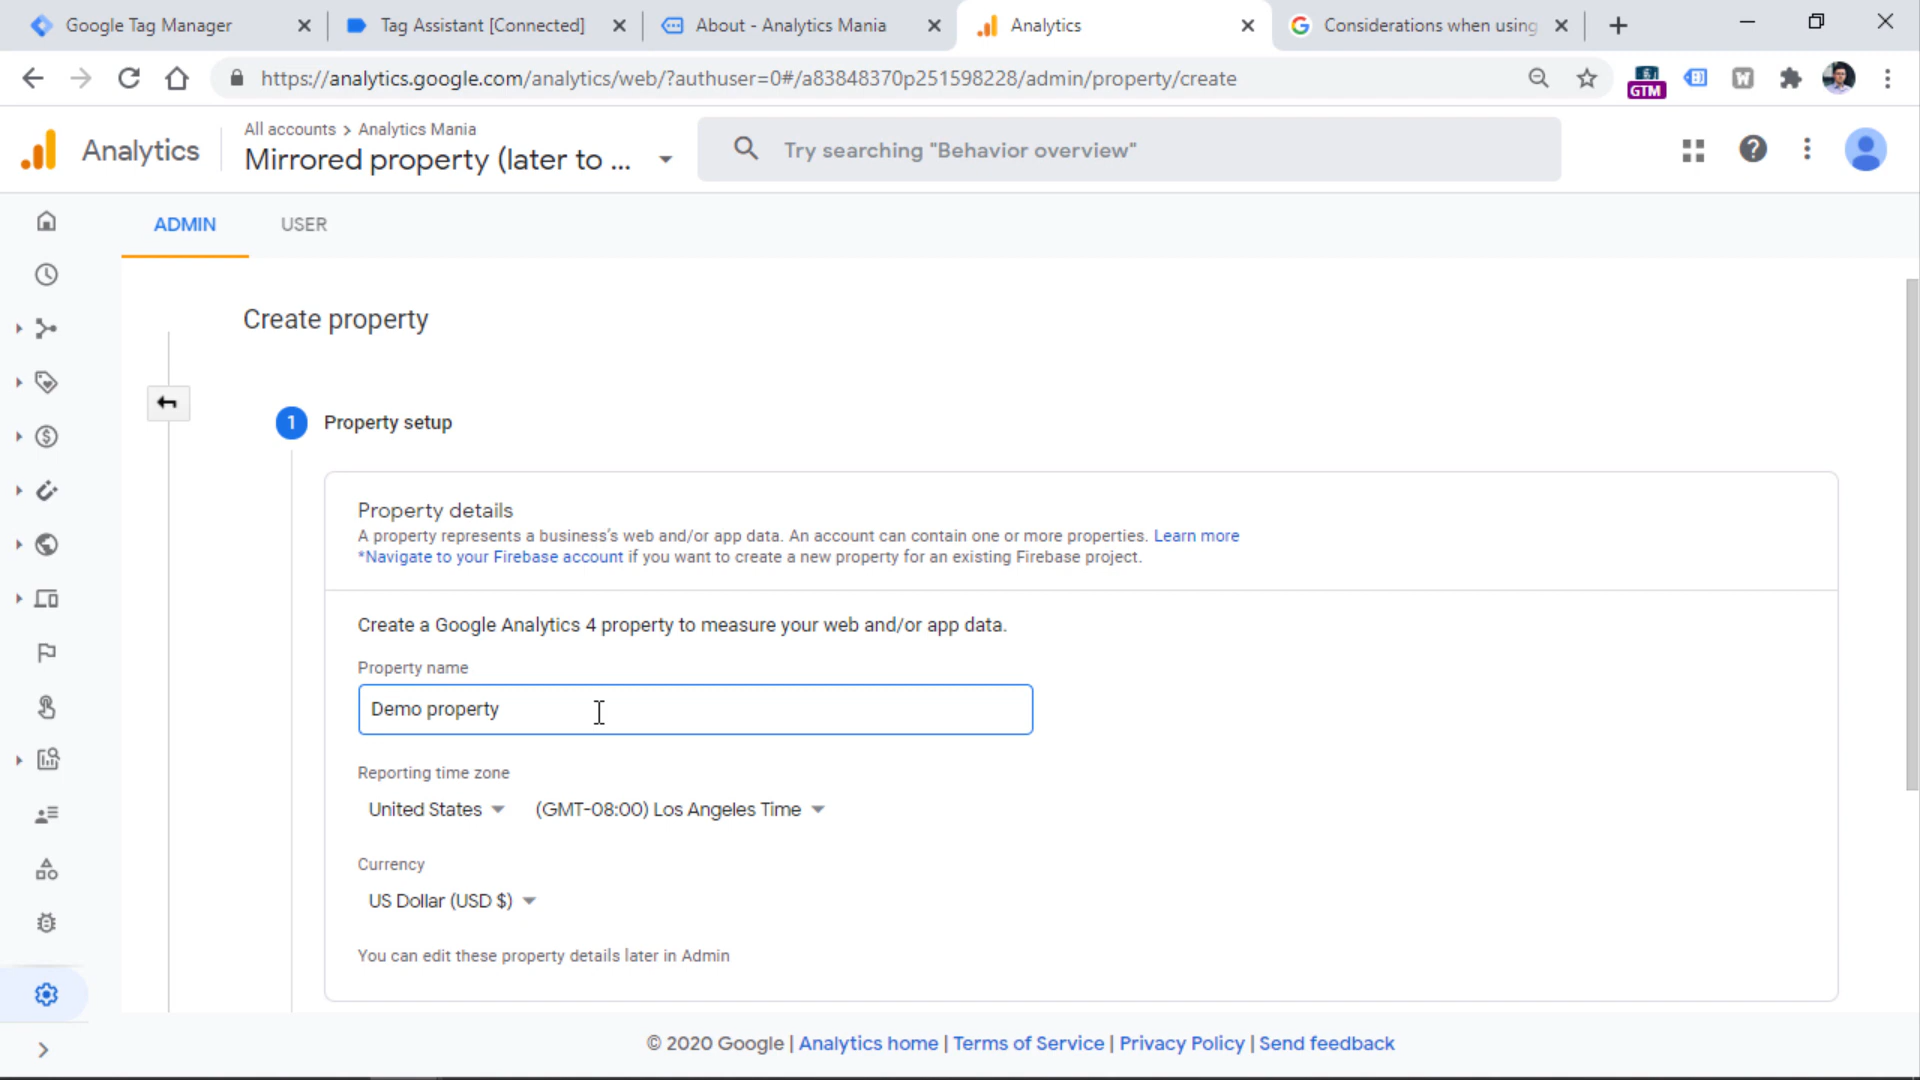 Google Tag Manager
Tag Assistant [Connected]
About - Analytics Mania
Analytics
Considerations when using
https://analytics.google.com/analytics/web/?authuser=0#/a83848370p251598228/admin/property/create
GTM
W
Analytics
All accounts > Analytics Mania
Mirrored property (later to ...
Try searching "Behavior overview"
ADMIN
USER
Create property
1 Property setup
Property details
A property represents a business's web and/or app data. An account can contain one or more properties. Learn more
*Navigate to your Firebase account if you want to create a new property for an existing Firebase project.
Create a Google Analytics 4 property to measure your web and/or app data.
Property name
Demo property
Reporting time zone
United States (GMT-08:00) Los Angeles Time
Currency
US Dollar (USD $)
You can edit these property details later in Admin
© 2020 Google | Analytics home | Terms of Service | Privacy Policy | Send feedback